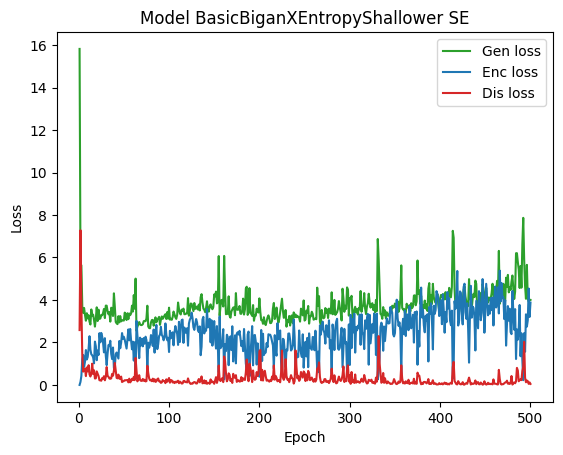 Model BasicBiganXEntropyShallower SE
Gen loss
Enc loss
Dis loss
16
14
12
10
8
6
4
2
0
Loss
0
100
200
300
400
500
Epoch